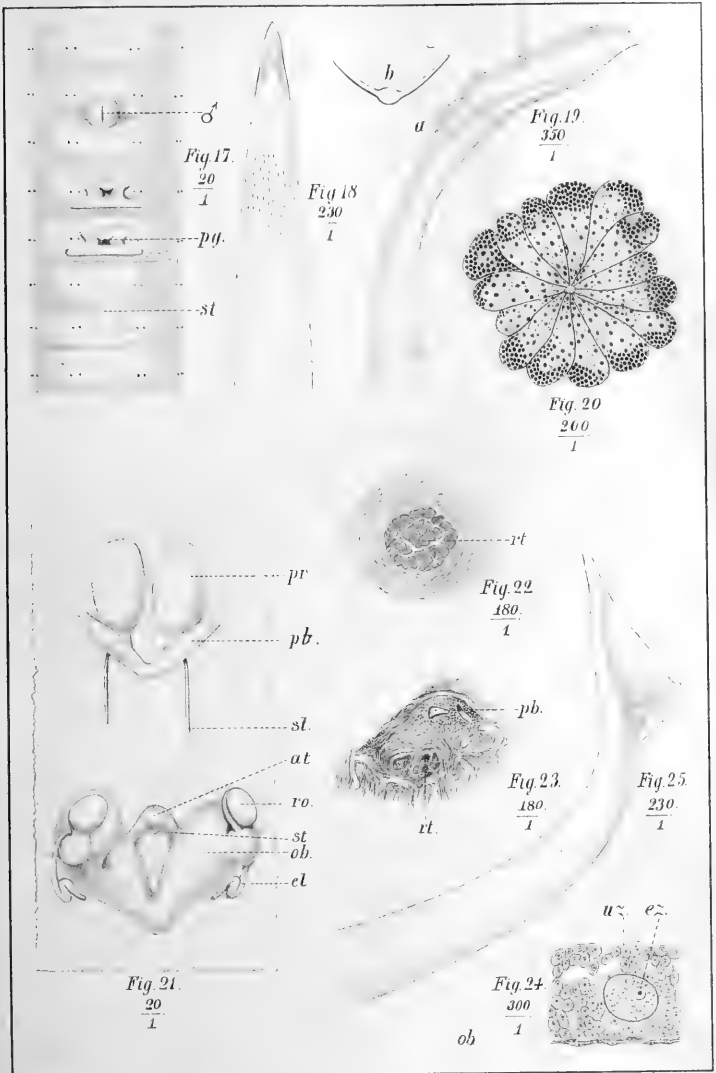 ♂
Fig. 17.
20
1
pg.
st
Fig 18
230
1
b
a
Fig. 19.
350
1
Fig. 20
200
1
pr
pb.
sl.
at
ro.
st
ob.
el
Fig. 21.
20
1
rt
Fig. 22
180.
1
pb.
rt.
Fig. 23.
180
1
Fig. 25.
230.
1
uz.
ez.
Fig. 24.
300
1
ob